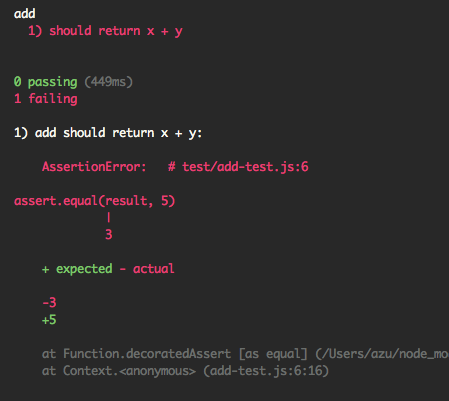 add
1) should return x + y
0 passing (449ms)
1 failing
1) add should return x + y:
AssertionError:   # test/add-test.js:6
assert.equal(result, 5)
|
3
+ expected - actual
-3
+5
at Function.decoratedAssert [as equal] (/Users/azu/node_mo
at Context.<anonymous> (add-test.js:6:16)